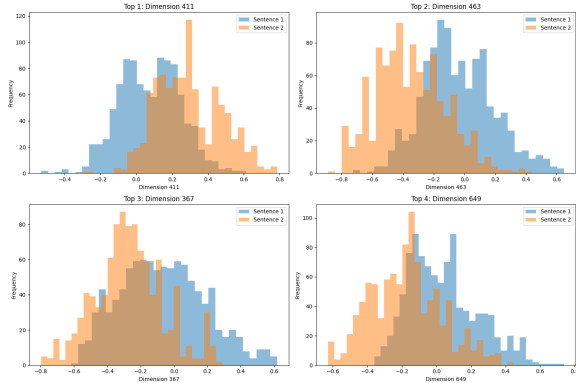 Top 1: Dimension 411
Sentence 1
Sentence 2
Frequency
120
100
80
60
40
20
0
−0.4
−0.2
0.0
0.2
0.4
0.6
0.8
Dimension 411
Top 2: Dimension 463
Sentence 1
Sentence 2
Frequency
80
60
40
20
0
−0.8
−0.6
−0.4
−0.2
0.0
0.2
0.4
0.6
Dimension 463
Top 3: Dimension 367
Sentence 1
Sentence 2
Frequency
80
60
40
20
0
−0.8
−0.6
−0.4
−0.2
0.0
0.2
0.4
0.6
Dimension 367
Top 4: Dimension 649
Sentence 1
Sentence 2
Frequency
100
80
60
40
20
0
−0.6
−0.4
−0.2
0.0
0.2
0.4
0.6
0.8
Dimension 649